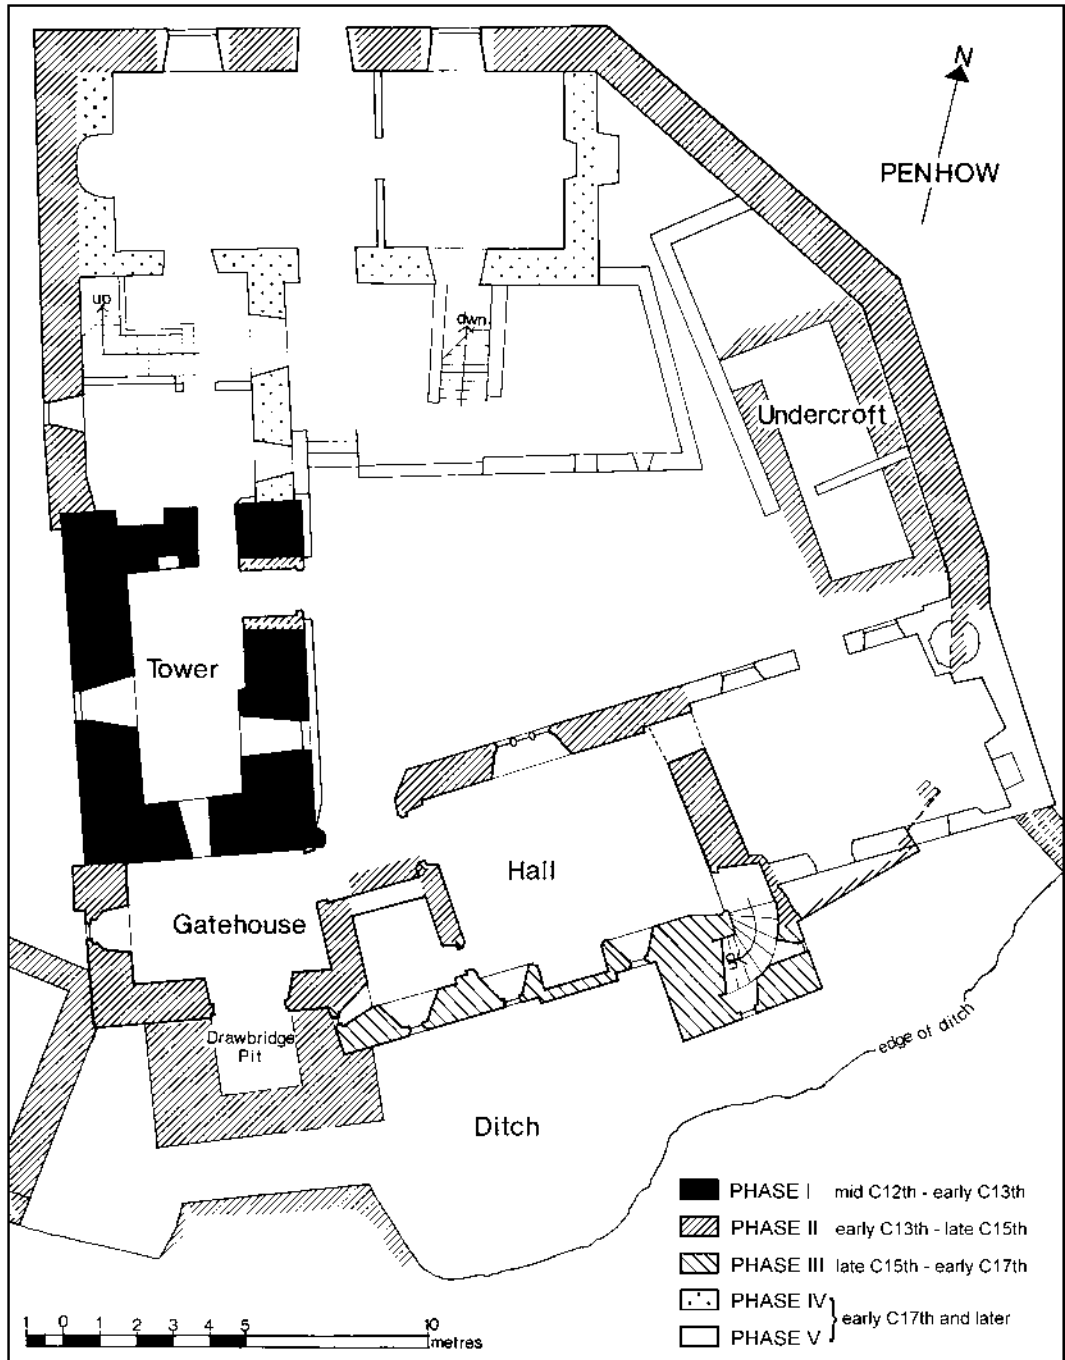 N
PENHOW
up
dwn.
Undercroft
Tower
Hall
Gatehouse
Drawbridge
Pit
edge of ditch
Ditch
PHASE I mid C12th - early C13th
PHASE II early C13th - late C15th
PHASE III late C15th - early C17th
PHASE IV
early C17th and later
PHASE V
1 0 1 2 3 4 5 10
metres